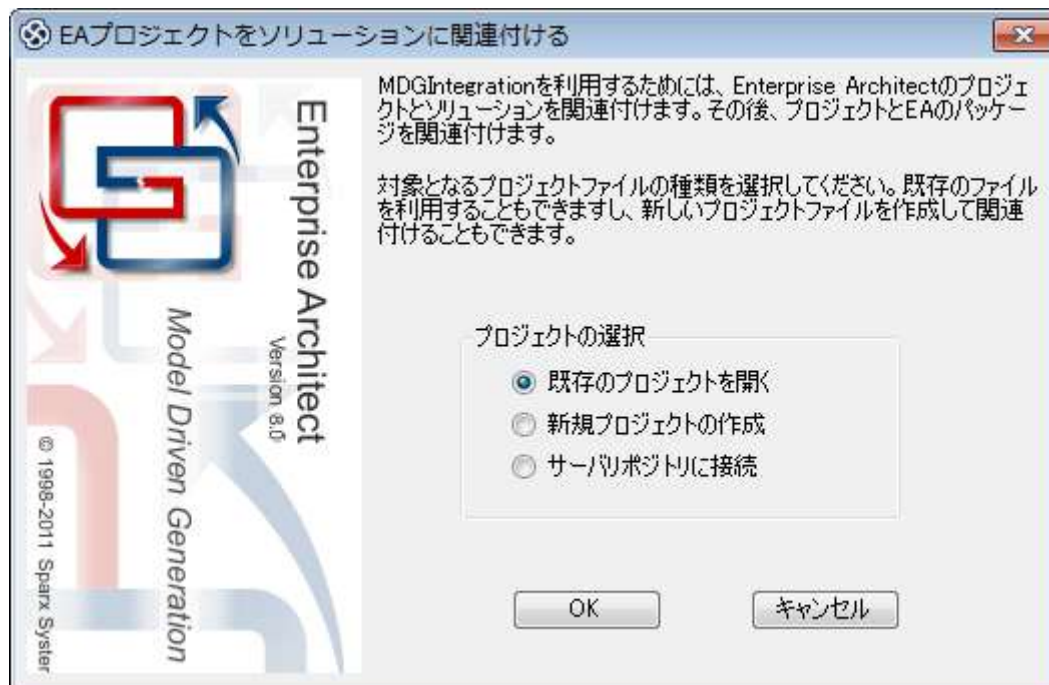 EAプロジェクトをソリューションに関連付ける
Enterprise Architect
Version 8.0
Model Driven Generation
© 1998-2011 Sparx Syster
MDGIntegrationを利用するためには、Enterprise Architectのプロジェ
クトとソリューションを関連付けます。その後、プロジェクトとEAのパッケー
ジを関連付けます。
対象となるプロジェクトファイルの種類を選択してください。既存のファイル
を利用することもできますし、新しいプロジェクトファイルを作成して関連
付けることもできます。
プロジェクトの選択
既存のプロジェクトを開く
新規プロジェクトの作成
サーバリポジトリに接続
OK
キャンセル